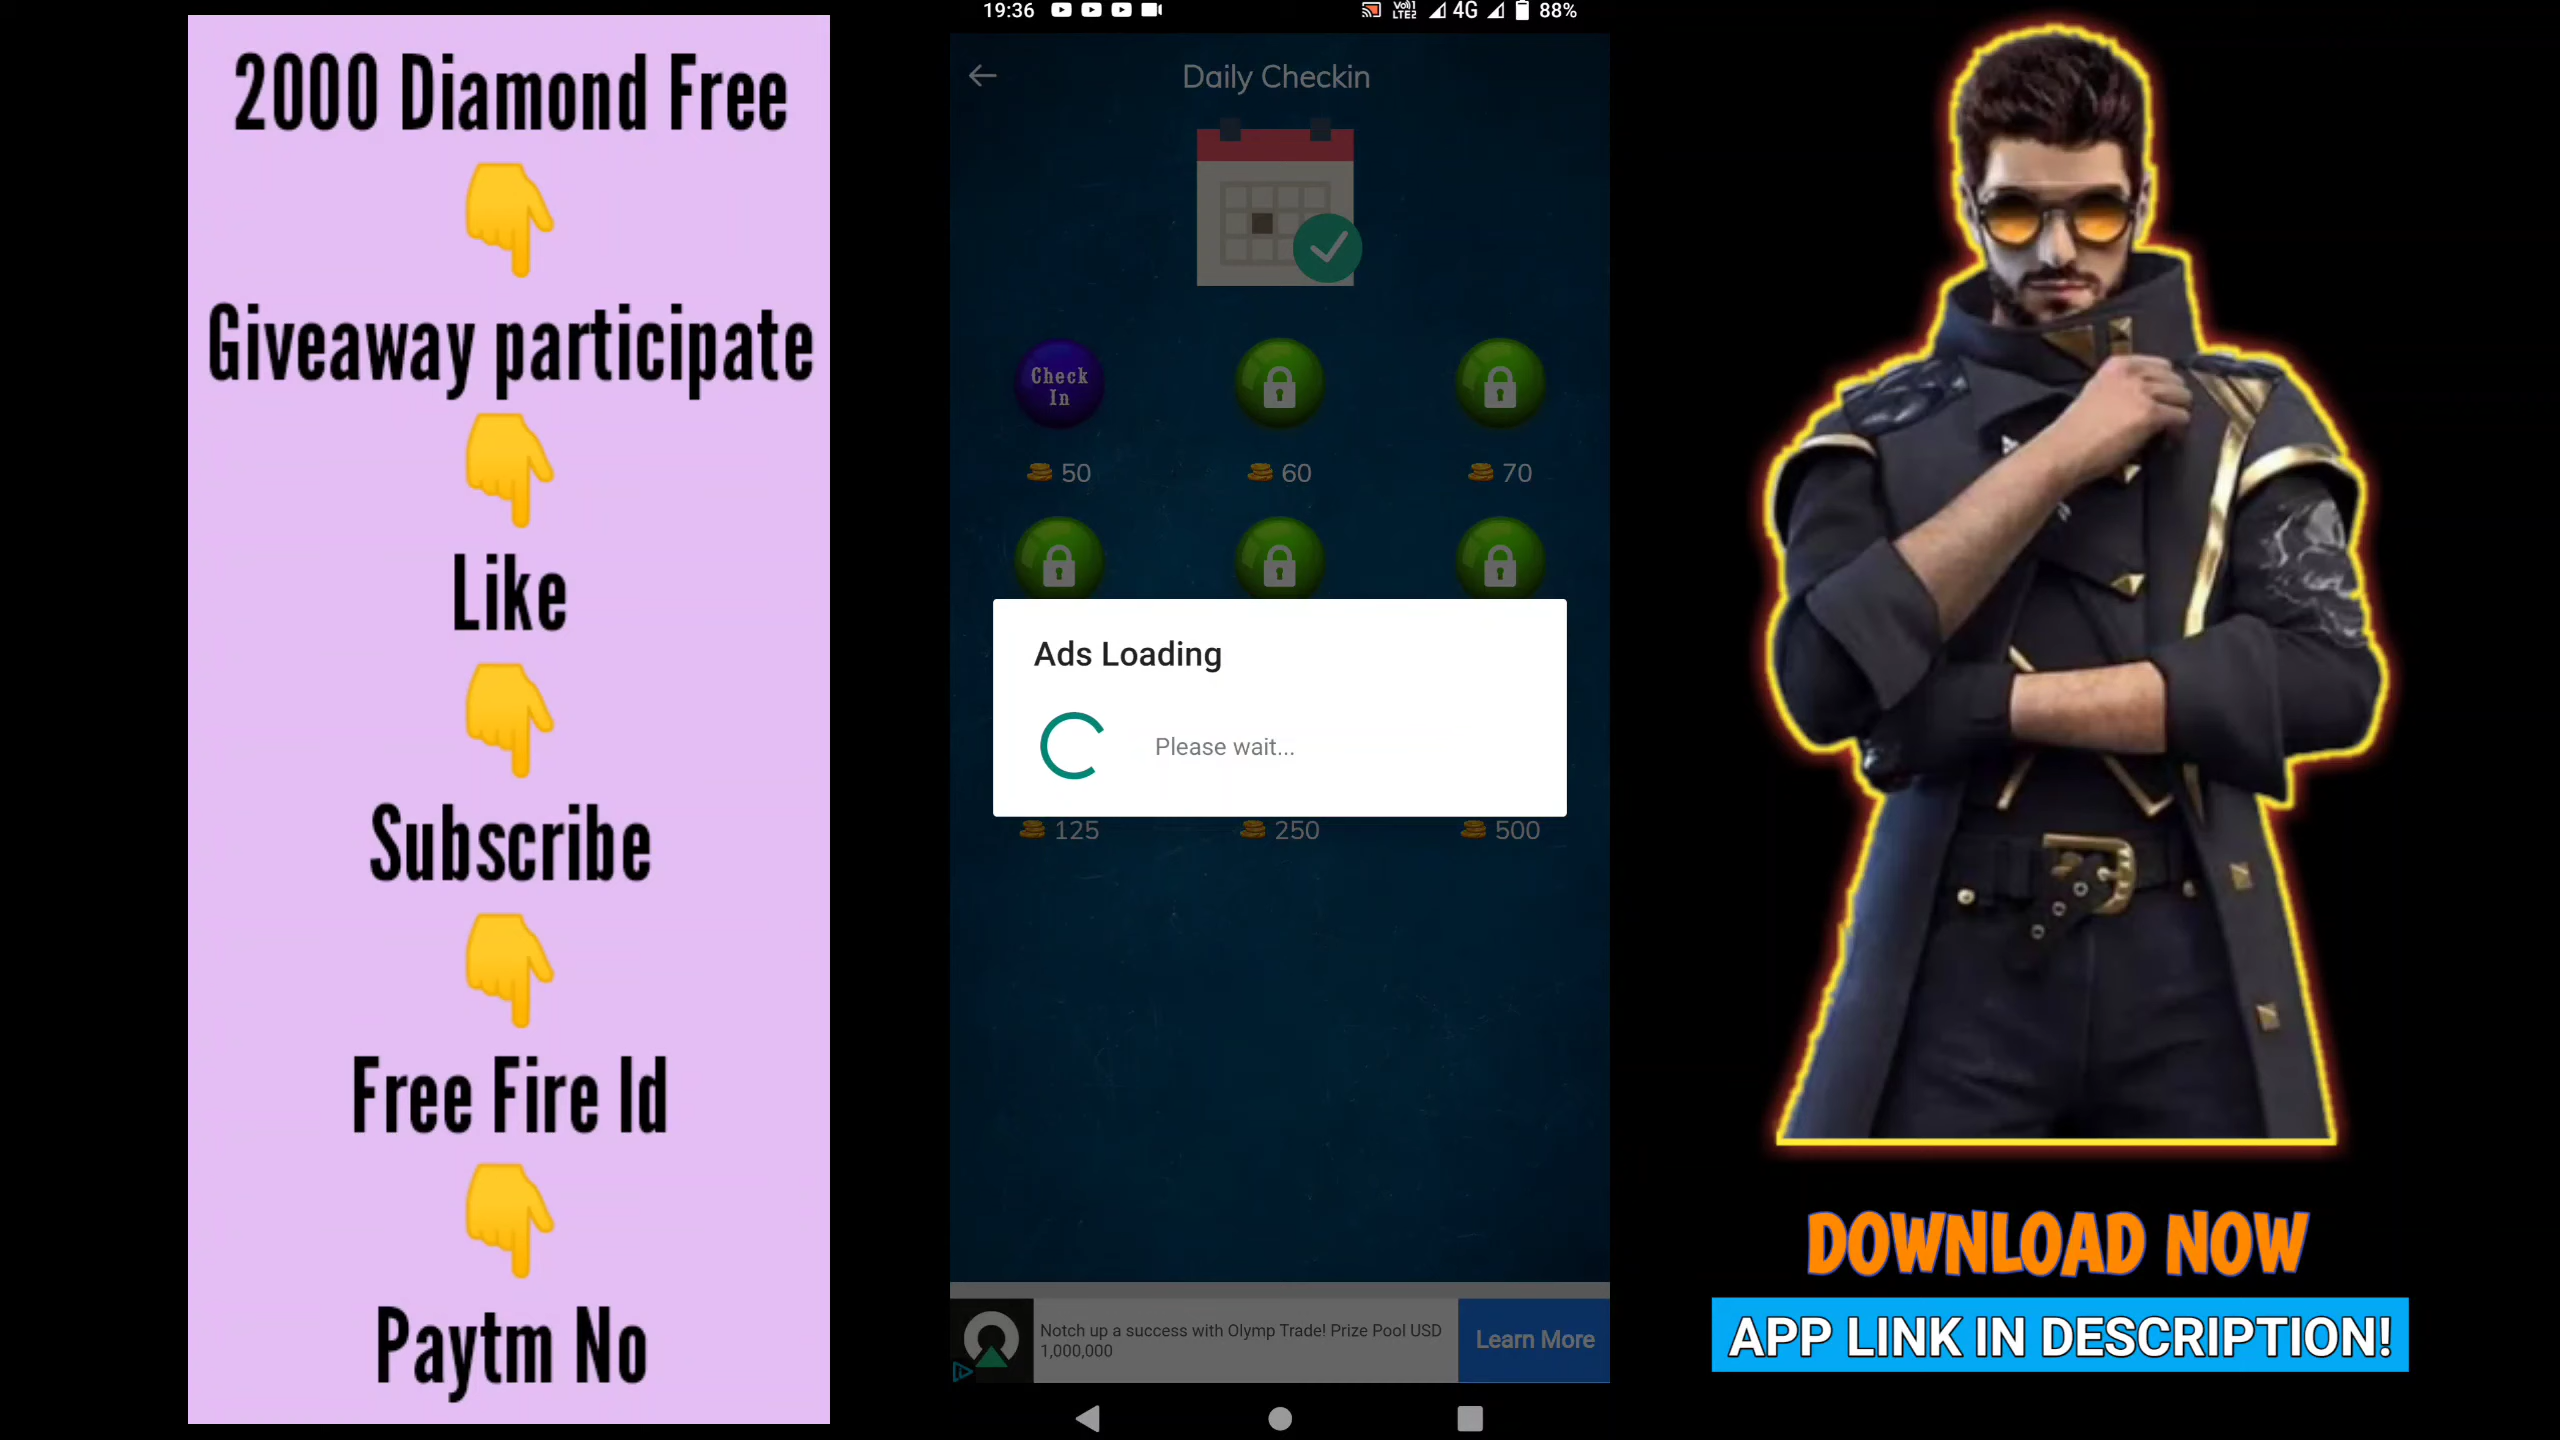 2000 Diamond Free
Giveaway participate
Like
Subscribe
Free Fire Id
Paytm No
19:36
4G
88%
Daily Checkin
Check
In
50
60
70
Ads Loading
Please wait...
125
250
500
Notch up a success with Olymp Trade! Prize Pool USD
1,000,000
Learn More
DOWNLOAD NOW
APP LINK IN DESCRIPTION!